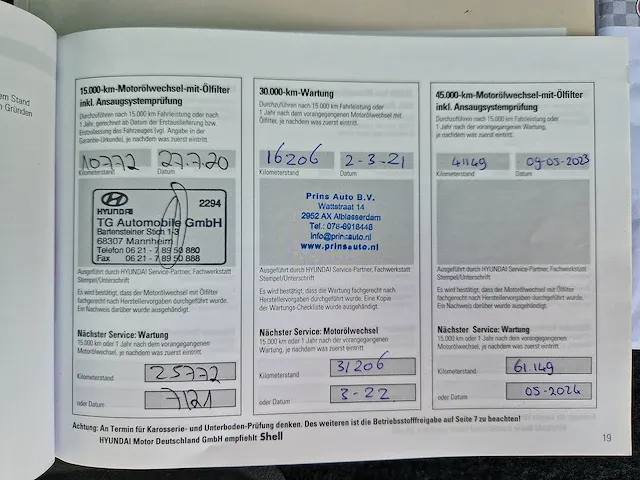 em Stand
n Gründen
15.000-km-Motorölwechsel-mit-Ölfilter
inkl. Ansaugsystemprüfung
Durchzuführen nach 15.000 km Fahrleistung oder nach
1 Jahr, gerechnet ab Datum der Erstauslieferung bzw.
Erstzulassung des Fahrzeuges (vgl. Angabe in der
Garantie-Urkunde), je nachdem was zuerst eintritt.
10772 27.7.20
Kilometerstand Datum
HYUNDAI 2294
TG Automobile GmbH
Bartensteiner Stich 1-3
68307 Mannheim
Telefon 06 21 - 7 89 50 880
Fax 06 21 - 7 89 50 888
Ausgeführt durch HYUNDAI Service-Partner, Fachwerkstatt
Stempel/Unterschrift
Es wird bestätigt, dass der Motorölwechsel mit Ölfilter
fachgerecht nach Herstellervorgaben durchgeführt wurde.
Ein Nachweis darüber wurde ausgehändigt.
Nächster Service: Wartung
15.000 km oder 1 Jahr nach dem vorangegangenen
Motorölwechsel, je nachdem was zuerst eintritt.
Kilometerstand 25772
oder Datum 7/21
30.000-km-Wartung
Durchzuführen nach 15.000 km Fahrleistung oder
1 Jahr nach dem vorangegangenen Motorölwechsel mit
Ölfilter, je nachdem was zuerst eintritt.
16206 2-3-21
Kilometerstand Datum
Prins Auto B.V.
Wattstraat 14
2952 AX Alblasserdam
Tel.: 078-6918448
info@prinsauto.nl
www.prinsauto.nl
Ausgeführt durch HYUNDAI Service-Partner, Fachwerkstatt
Stempel/Unterschrift
Es wird bestätigt, dass die Wartung fachgerecht nach
Herstellervorgaben durchgeführt wurde. Eine Kopie
der Wartungs-Checkliste wurde ausgehändigt.
Nächster Service: Motorölwechsel
15.000 km oder 1 Jahr nach der vorangegangenen
Wartung, je nachdem was zuerst eintritt.
Kilometerstand 31206
oder Datum 3-22
45.000-km-Motorölwechsel-mit-Ölfilter
inkl. Ansaugsystemprüfung
Durchzuführen nach 15.000 km Fahrleistung oder
1 Jahr nach der vorangegangenen Wartung,
je nachdem was zuerst eintritt.
41149 09-05-2023
Kilometerstand Datum
Ausgeführt durch HYUNDAI Service-Partner, Fachwerkstatt
Stempel/Unterschrift
Es wird bestätigt, dass der Motorölwechsel mit Ölfilter
fachgerecht nach Herstellervorgaben durchgeführt wurde.
Ein Nachweis darüber wurde ausgehändigt.
Nächster Service: Wartung
15.000 km oder 1 Jahr nach dem vorangegangenen
Motorölwechsel, je nachdem was zuerst eintritt.
Kilometerstand 61.149
oder Datum 05-2024
Achtung: An Termin für Karosserie- und Unterboden-Prüfung denken. Des weiteren ist die Betriebsstofffreigabe auf Seite 7 zu beachten!
HYUNDAI Motor Deutschland GmbH empfiehlt Shell
19